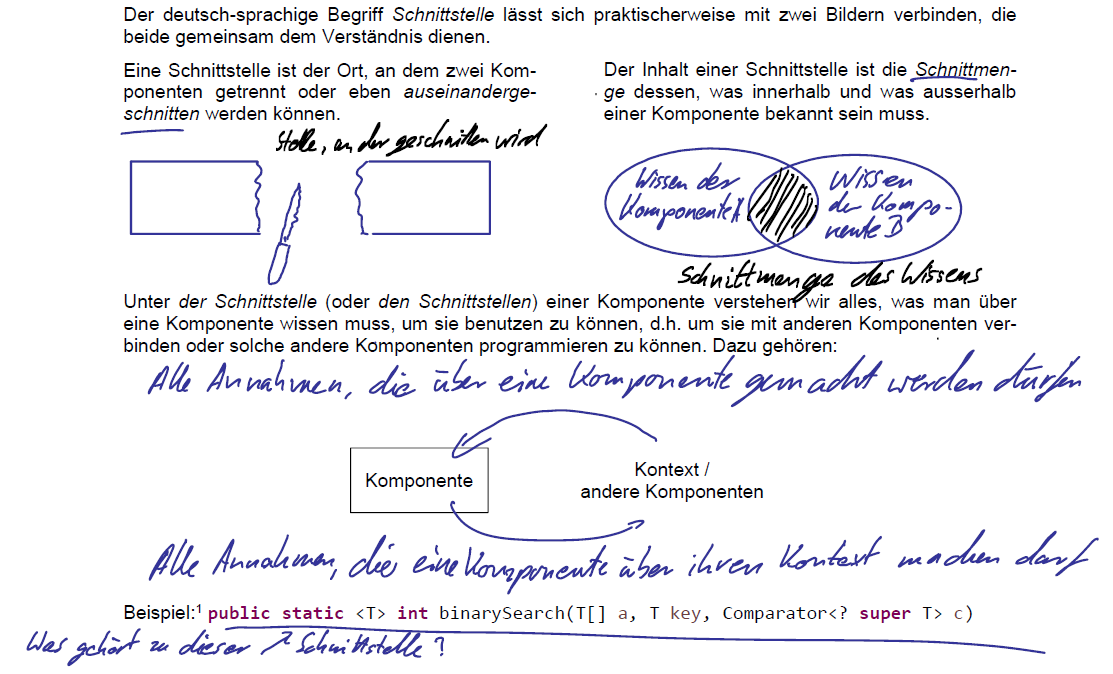 Der deutsch-sprachige Begriff Schnittstelle lässt sich praktischerweise mit zwei Bildern verbinden, die
beide gemeinsam dem Verständnis dienen.
Eine Schnittstelle ist der Ort, an dem zwei Kom-
ponenten getrennt oder eben auseinanderge-
schnitten werden können.
Stelle, an der geschnitten wird
Der Inhalt einer Schnittstelle ist die Schnittmen-
ge dessen, was innerhalb und was ausserhalb
einer Komponente bekannt sein muss.
Wissen der
Komponente A
Wissen
der Kompo-
nente B
Schnittmenge des Wissens
Unter der Schnittstelle (oder den Schnittstellen) einer Komponente verstehen wir alles, was man über
eine Komponente wissen muss, um sie benutzen zu können, d.h. um sie mit anderen Komponenten ver-
binden oder solche andere Komponenten programmieren zu können. Dazu gehören:
Alle Annahmen, die über eine Komponente gemacht werden dürfen
Komponente
Kontext /
andere Komponenten
Alle Annahmen, die eine Komponente über ihren Kontext machen darf
Beispiel:¹ public static <T> int binarySearch(T[] a, T key, Comparator<? super T> c)
Was gehört zu dieser ↗ Schnittstelle?